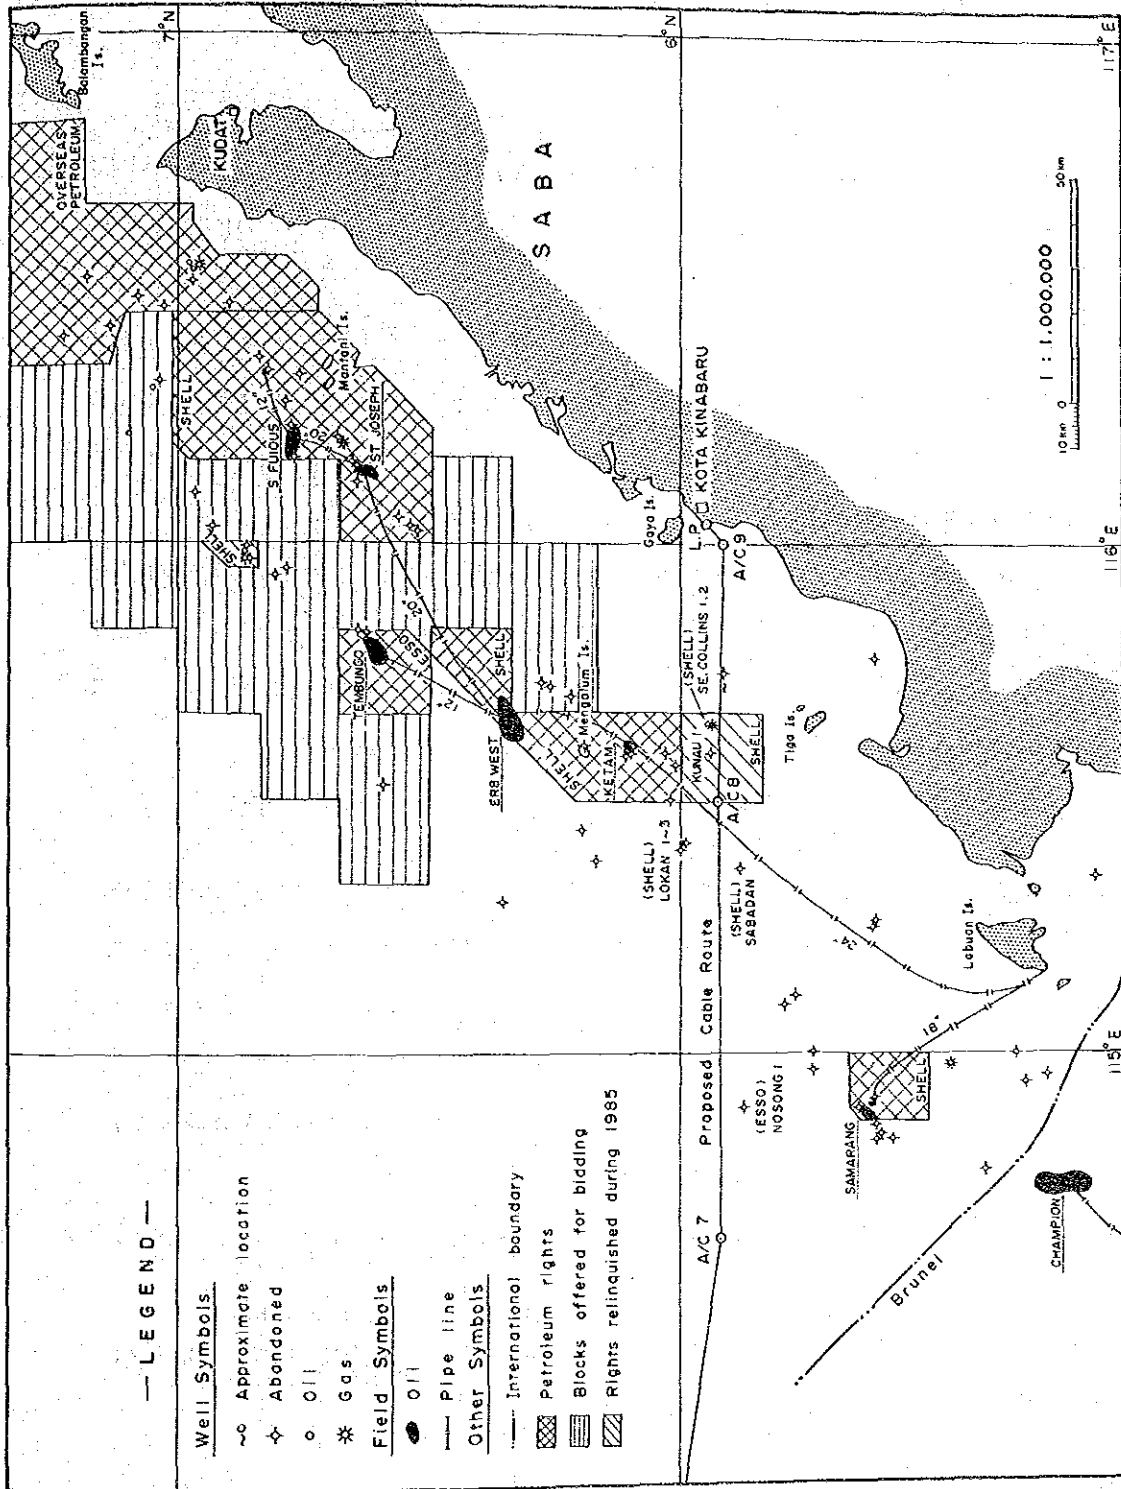 — LEGEND —
Well Symbols
Approximate location
Abandoned
Oil
Gas
Field Symbols
Oil
Pipe line
Other Symbols
International boundary
Petroleum rights
Blocks offered for bidding
Rights relinquished during 1985
7°N
6°N
115°E
116°E
117°E
Balambangan
Is.
OVERSEAS
PETROLEUM
KUDAT
SABA
SHELL
S FUIOUS
12"
20"
Mantani Is.
ST JOSEPH
SHELL
20"
TEMBUNGO
(ESSO)
12"
SHELL
ERB WEST
SHELL
Mengalum Is.
KETAM
Gaya Is.
L.P
KOTA KINABARU
A/C 9
(SHELL)
SE.COLLINS 1.2
KUNAU 1
SHELL
A/C 8
Tiga Is.
(SHELL)
LOKAN 1~3
(SHELL)
SABADAN
24"
Labuan Is.
18"
Proposed Cable Route
(ESSO)
NOSONG 1
A/C 7
SAMARANG
SHELL
Brunei
CHAMPION
1 : 1,000,000
10 km 0 50 km